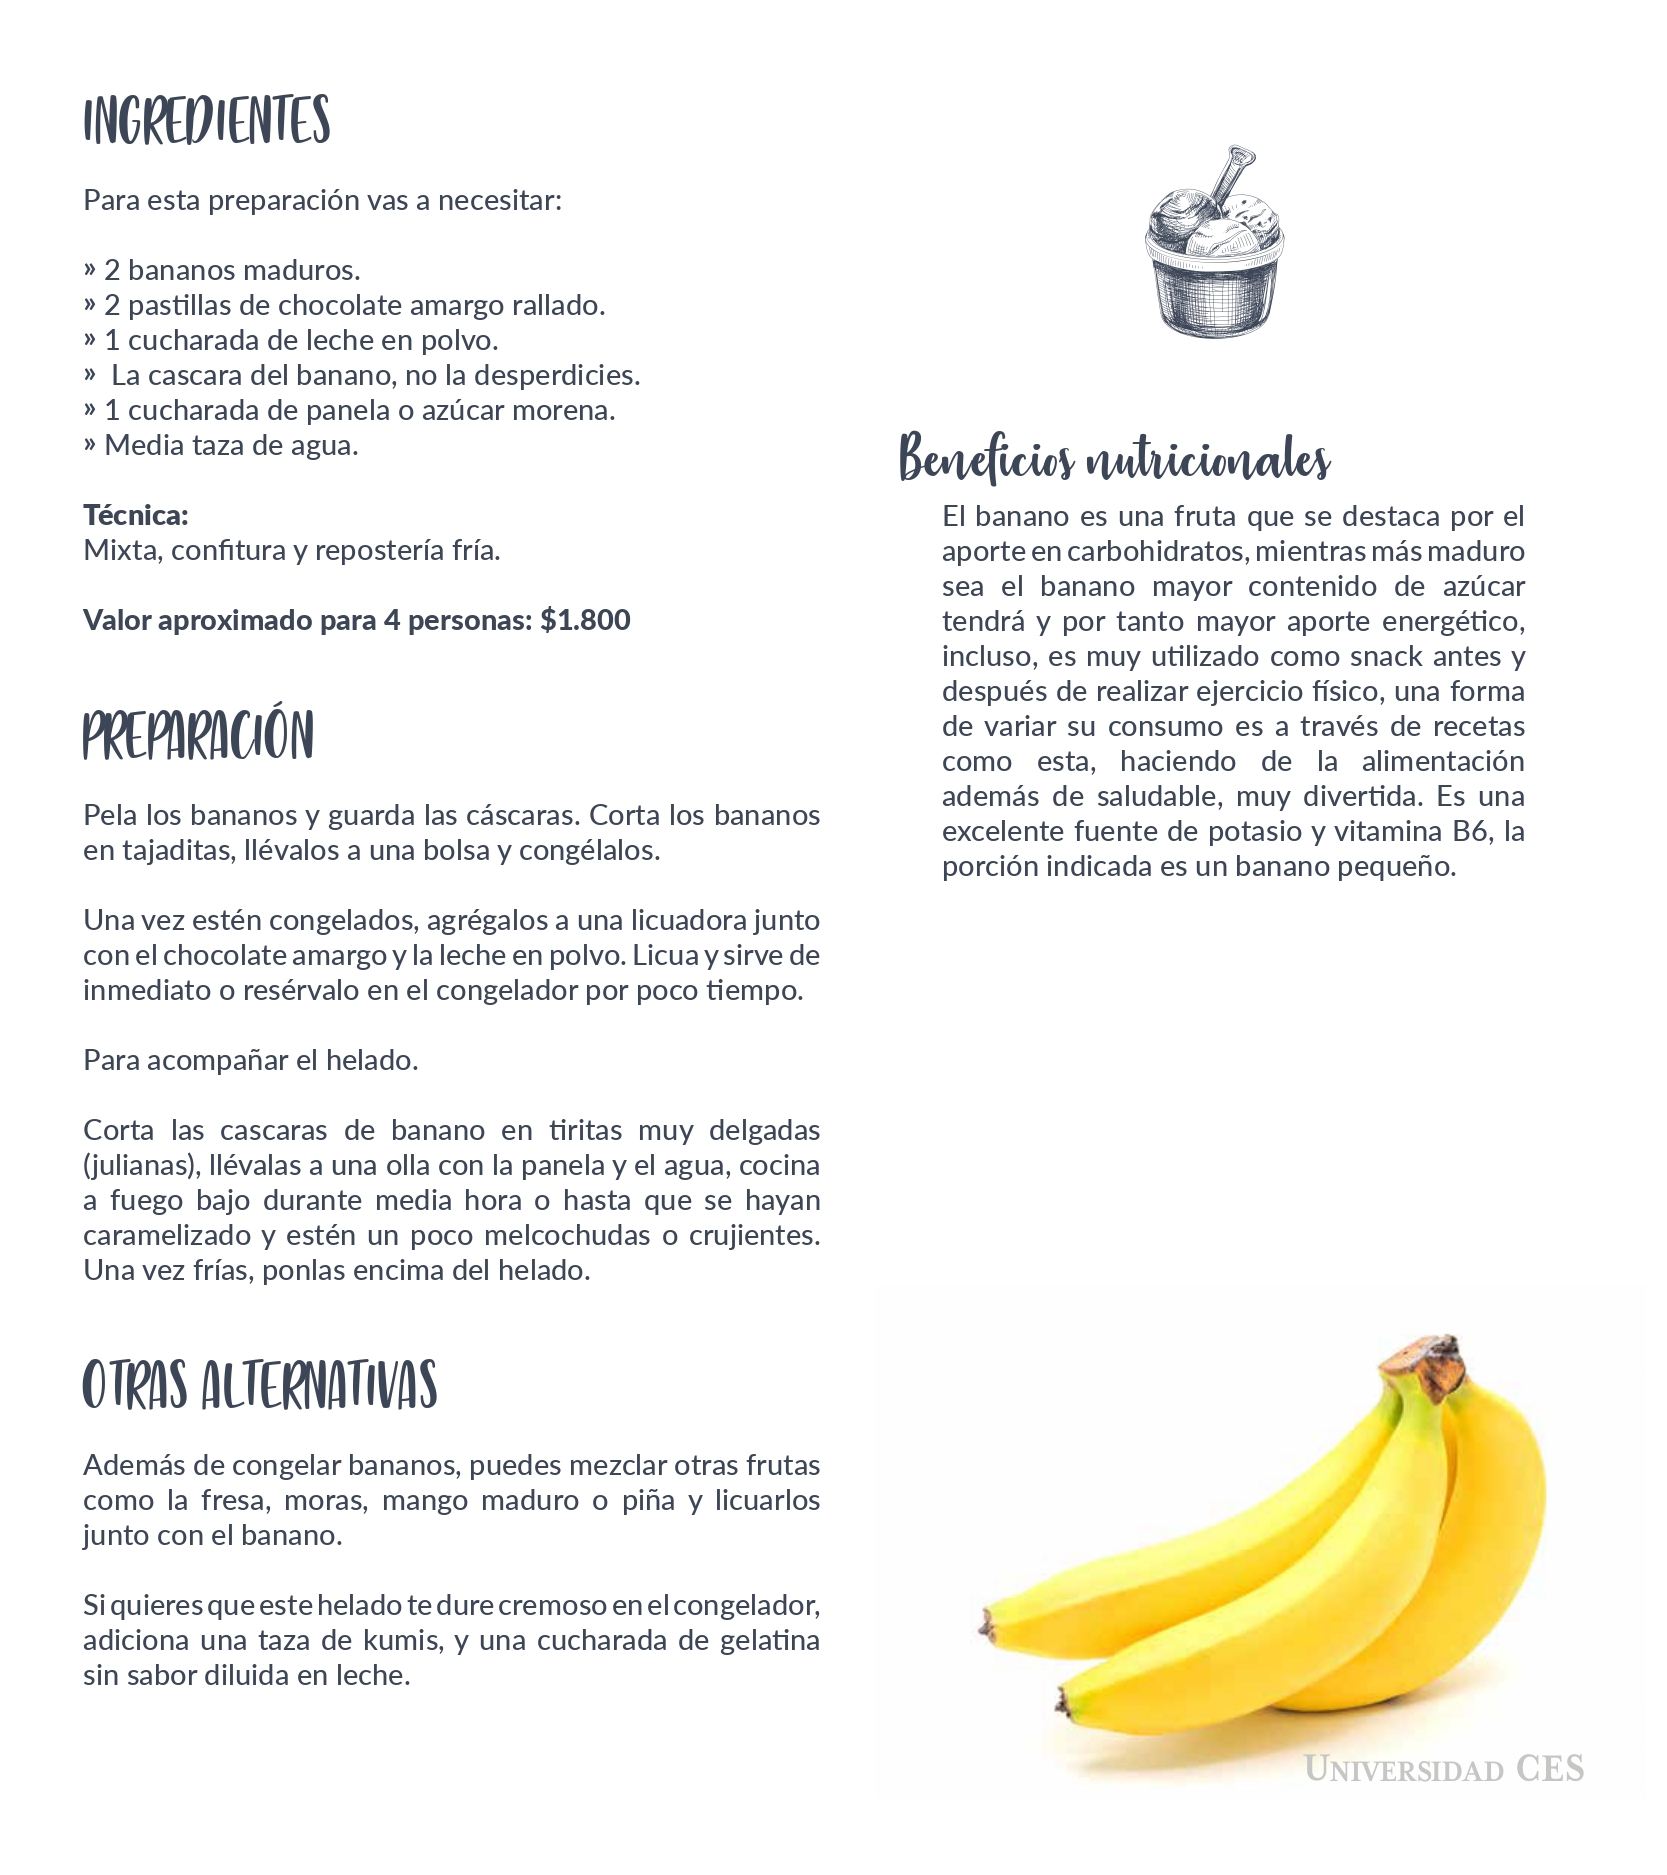 INGREDIENTES
Para esta preparación vas a necesitar:
» 2 bananos maduros.
» 2 pastillas de chocolate amargo rallado.
» 1 cucharada de leche en polvo.
» La cascara del banano, no la desperdicies.
» 1 cucharada de panela o azúcar morena.
» Media taza de agua.
Técnica:
Mixta, confitura y repostería fría.
Valor aproximado para 4 personas: $1.800
PREPARACIÓN
Pela los bananos y guarda las cáscaras. Corta los bananos
en tajaditas, llévalos a una bolsa y congélalos.
Una vez estén congelados, agrégalos a una licuadora junto
con el chocolate amargo y la leche en polvo. Licua y sirve de
inmediato o resérvalo en el congelador por poco tiempo.
Para acompañar el helado.
Corta las cascaras de banano en tiritas muy delgadas
(julianas), llévalas a una olla con la panela y el agua, cocina
a fuego bajo durante media hora o hasta que se hayan
caramelizado y estén un poco melcochudas o crujientes.
Una vez frías, ponlas encima del helado.
OTRAS ALTERNATIVAS
Además de congelar bananos, puedes mezclar otras frutas
como la fresa, moras, mango maduro o piña y licuarlos
junto con el banano.
Si quieres que este helado te dure cremoso en el congelador,
adiciona una taza de kumis, y una cucharada de gelatina
sin sabor diluida en leche.
Beneficios nutricionales
El banano es una fruta que se destaca por el
aporte en carbohidratos, mientras más maduro
sea el banano mayor contenido de azúcar
tendrá y por tanto mayor aporte energético,
incluso, es muy utilizado como snack antes y
después de realizar ejercicio físico, una forma
de variar su consumo es a través de recetas
como esta, haciendo de la alimentación
además de saludable, muy divertida. Es una
excelente fuente de potasio y vitamina B6, la
porción indicada es un banano pequeño.
UNIVERSIDAD CES